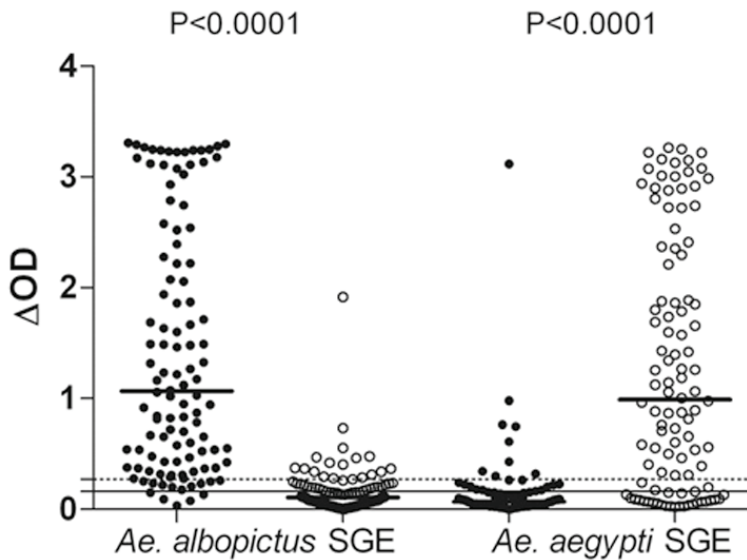 P<0.0001 P<0.0001
4
3
2
1
0
ΔOD
Ae. albopictus SGE Ae. aegypti SGE